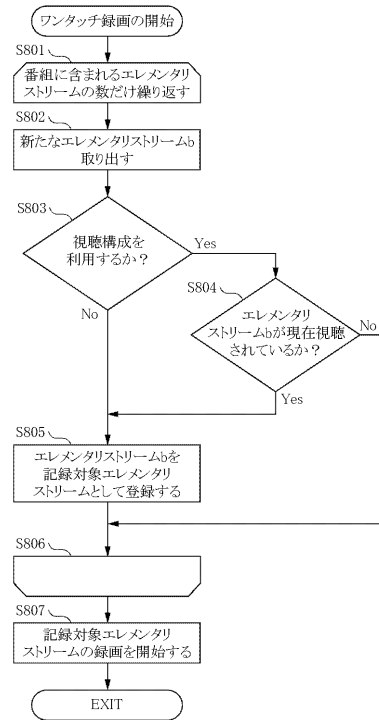 ワンタッチ録画の開始
S801
番組に含まれるエレメンタリ
ストリームの数だけ繰り返す
S802
新たなエレメンタリストリームb
取り出す
S803
視聴構成を
利用するか？
Yes
No
S804
エレメンタリ
ストリームbが現在視聴
されているか？
No
Yes
S805
エレメンタリストリームbを
記録対象エレメンタリ
ストリームとして登録する
S806
S807
記録対象エレメンタリ
ストリームの録画を開始する
EXIT